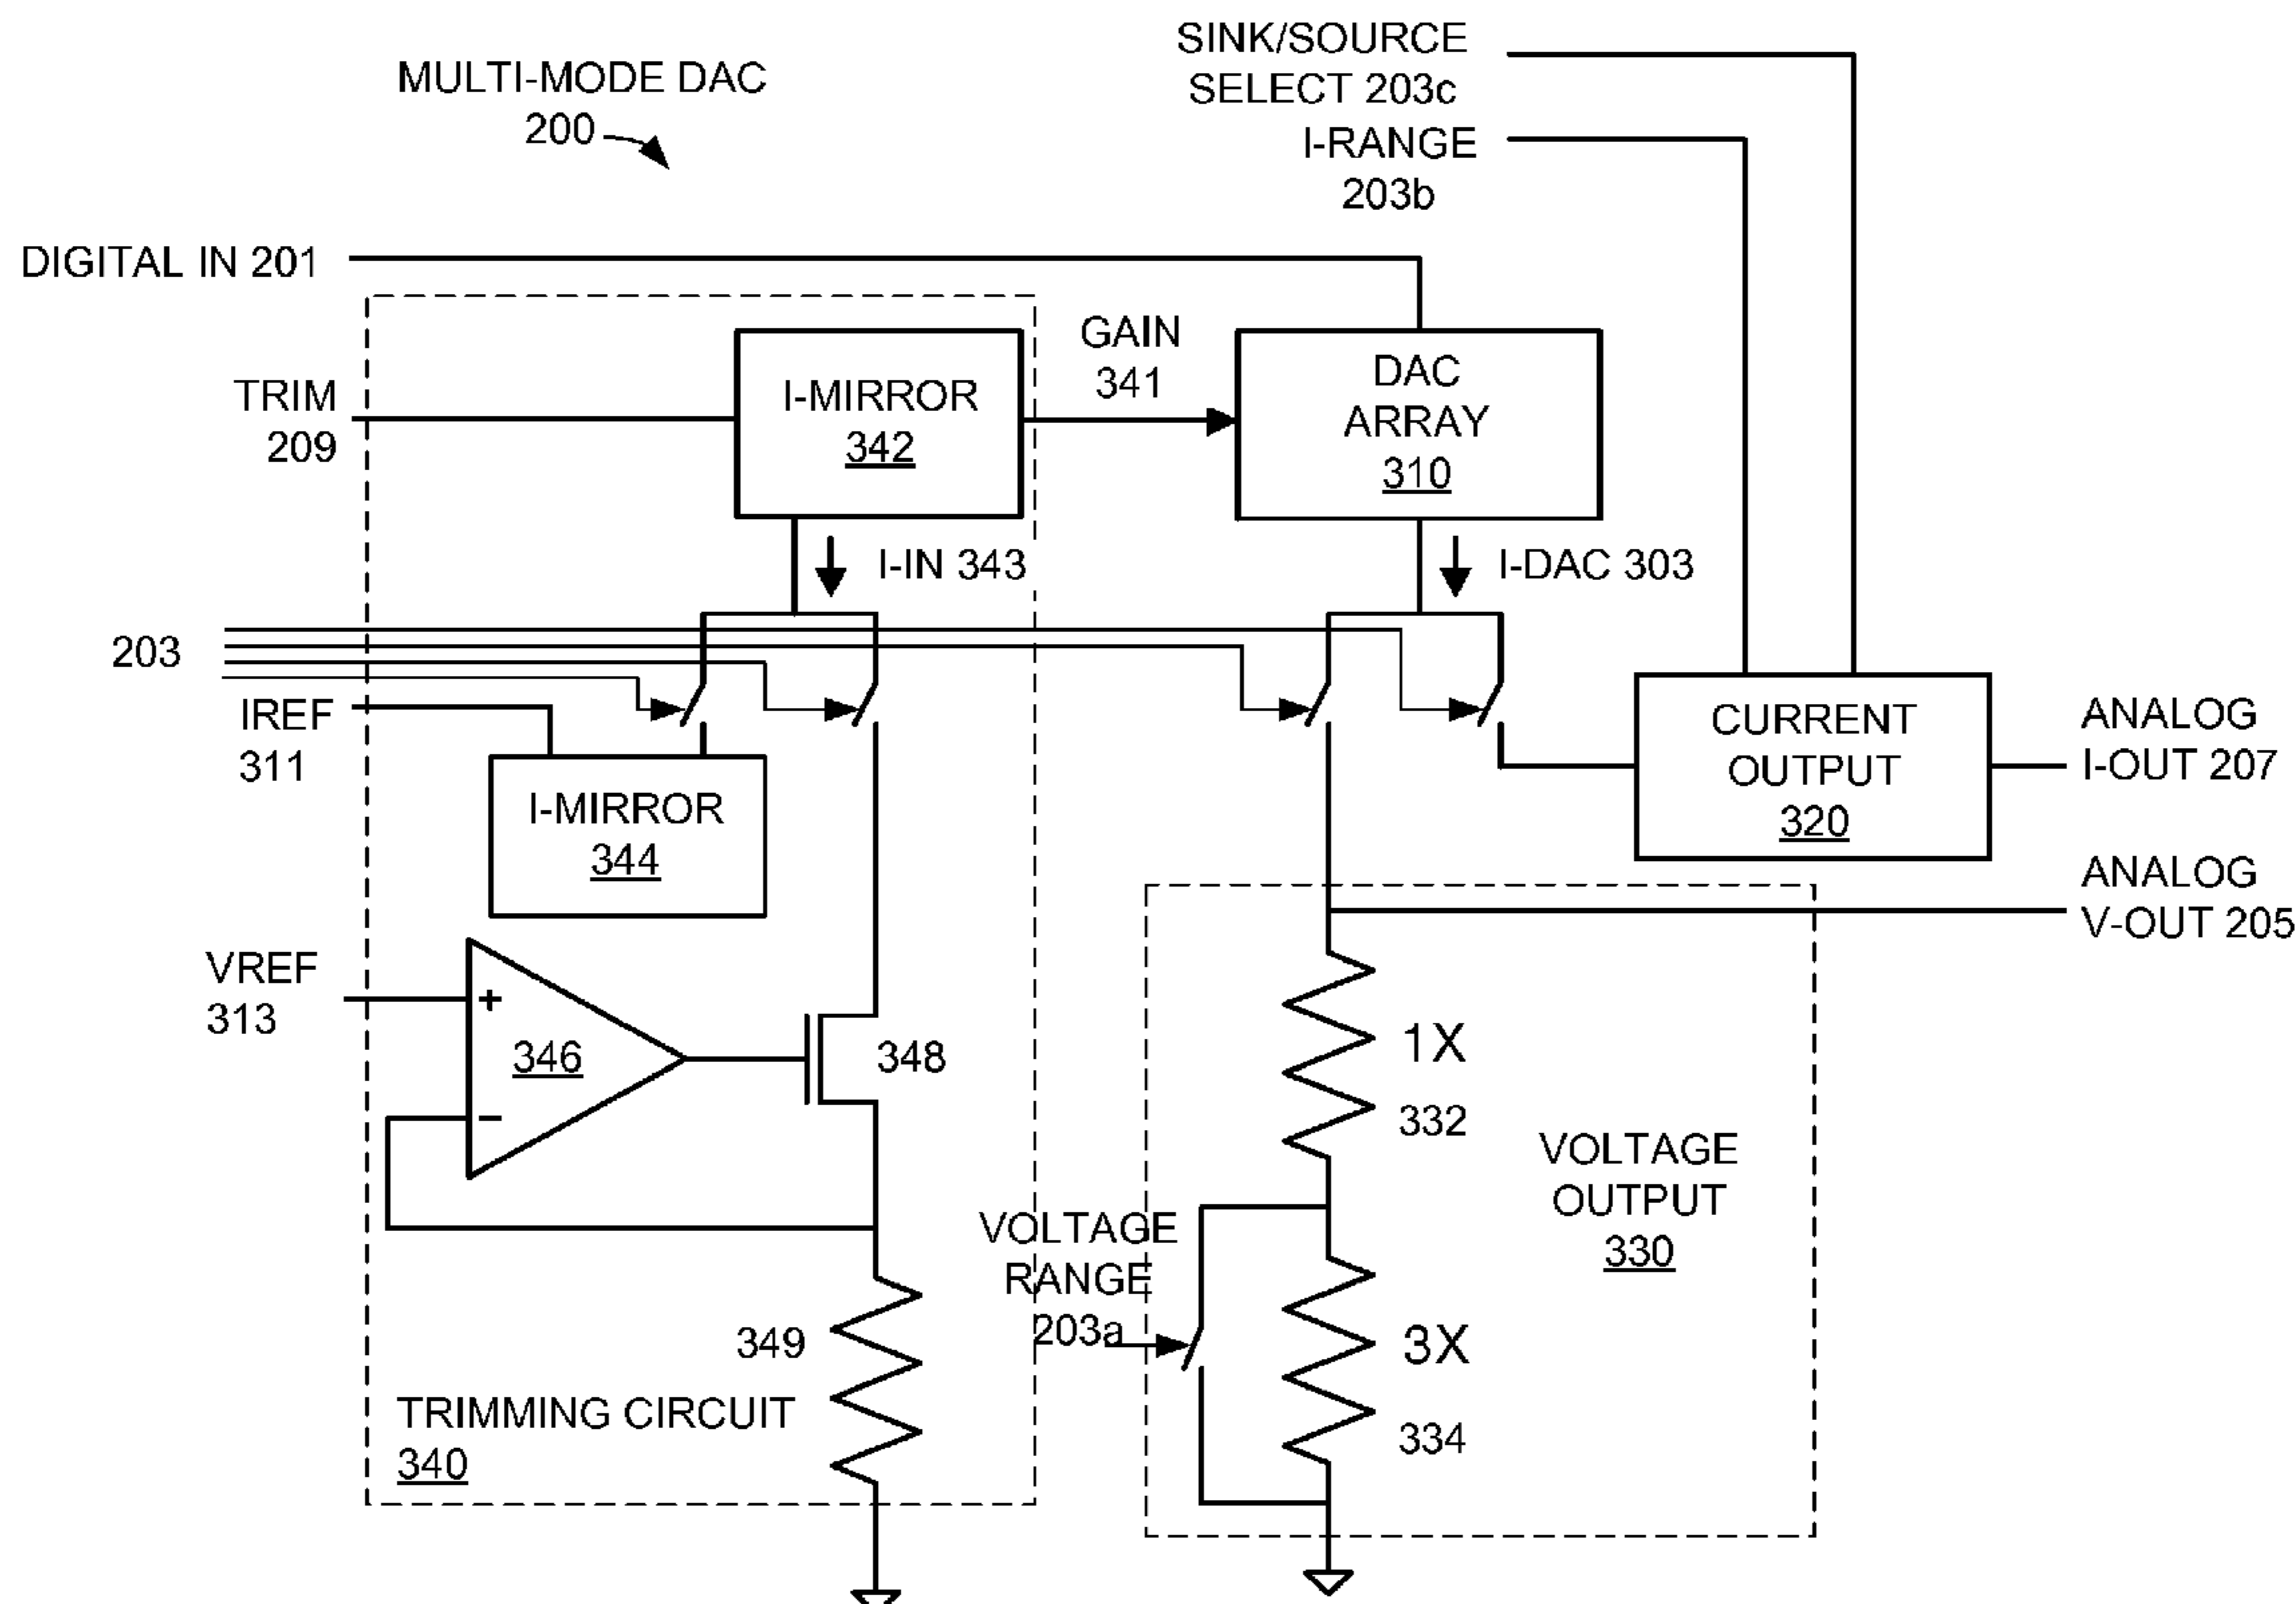 MULTI-MODE DAC
200
SINK/SOURCE
SELECT 203c
I-RANGE
203b
DIGITAL IN 201
TRIM
209
I-MIRROR
342
GAIN
341
DAC
ARRAY
310
I-IN 343
I-DAC 303
203
IREF
311
I-MIRROR
344
CURRENT
OUTPUT
320
ANALOG
I-OUT 207
ANALOG
V-OUT 205
VREF
313
+
346
−
348
1X
332
VOLTAGE
OUTPUT
330
VOLTAGE
RANGE
203a
349
3X
334
TRIMMING CIRCUIT
340